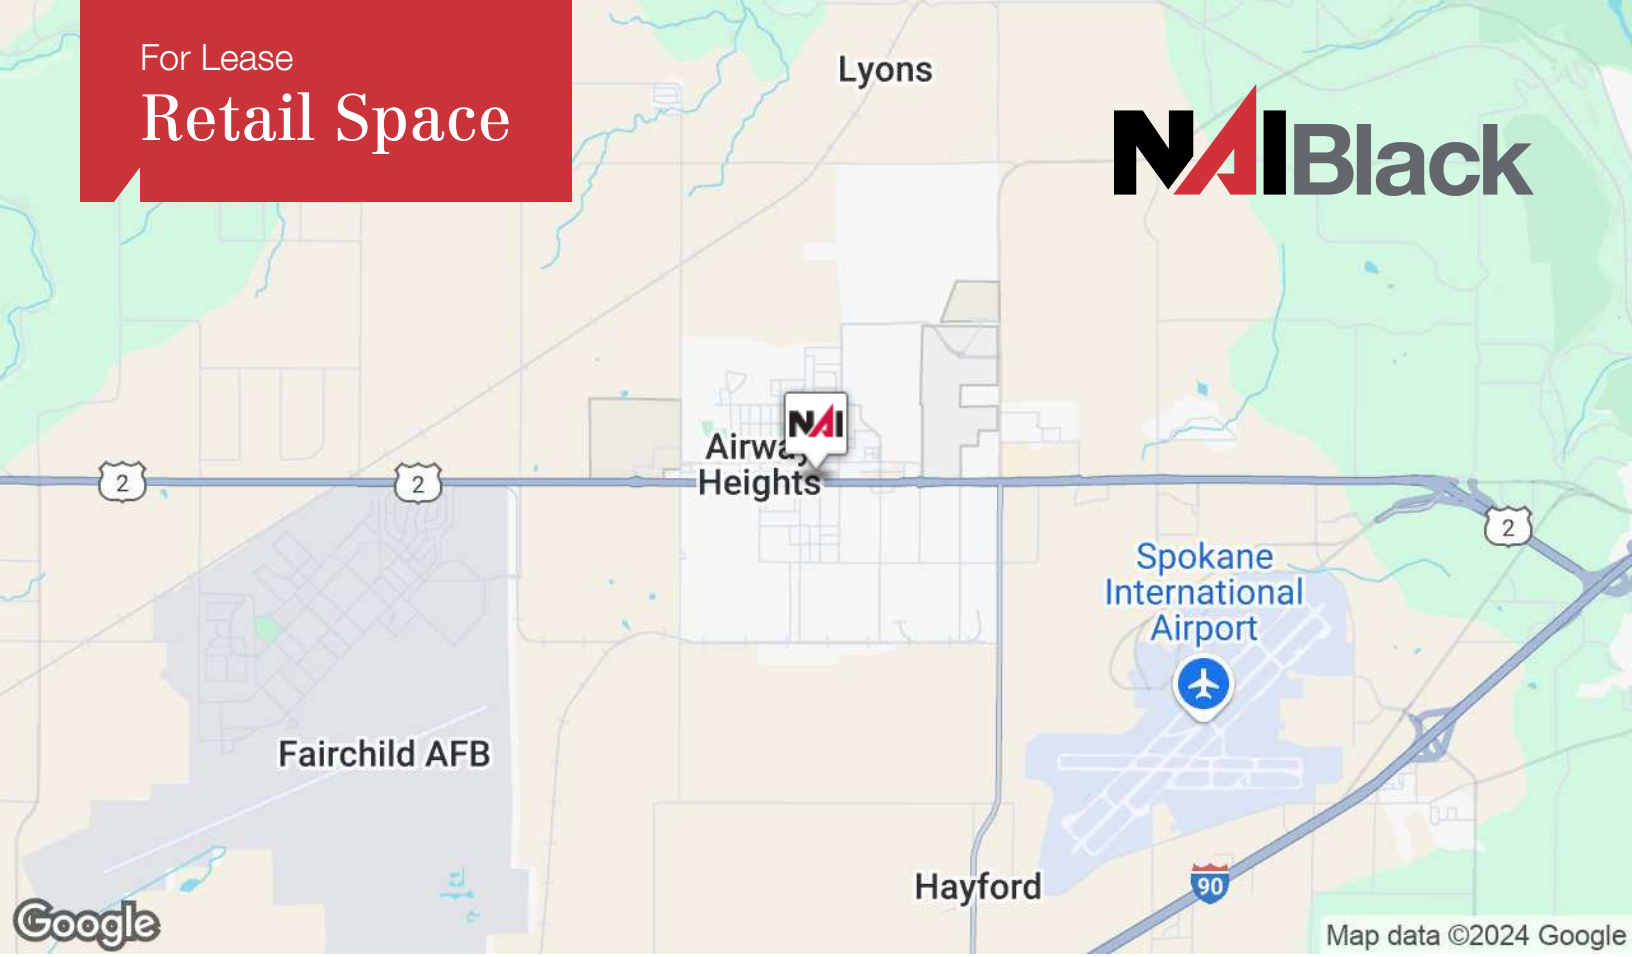 For Lease
Retail Space
NAIBlack
Lyons
NAI
Airway
Heights
2
2
2
Spokane
International
Airport
Fairchild AFB
Hayford
90
Google
Map data ©2024 Google